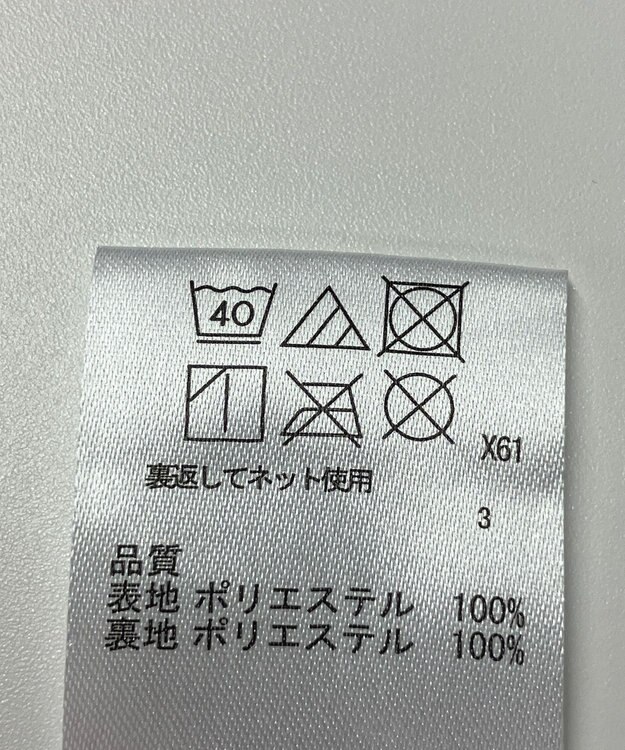 40
X61
裏返してネット使用
3
品質
表地 ポリエステル 100%
裏地 ポリエステル 100%